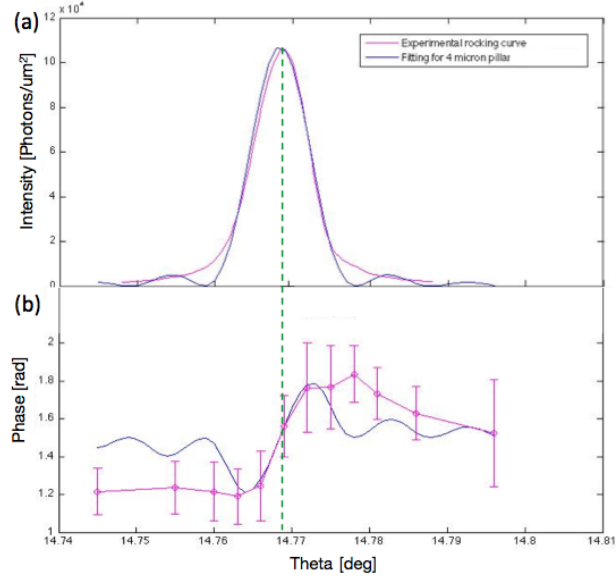 (a)
12 x 10⁴
10
8
6
4
2
0
Intensity [Photons/um²]
Experimental rocking curve
Fitting for 4 micron pillar
(b)
2
1.8
1.6
1.4
1.2
1
Phase [rad]
14.74 14.75 14.76 14.77 14.78 14.79 14.8 14.81
Theta [deg]